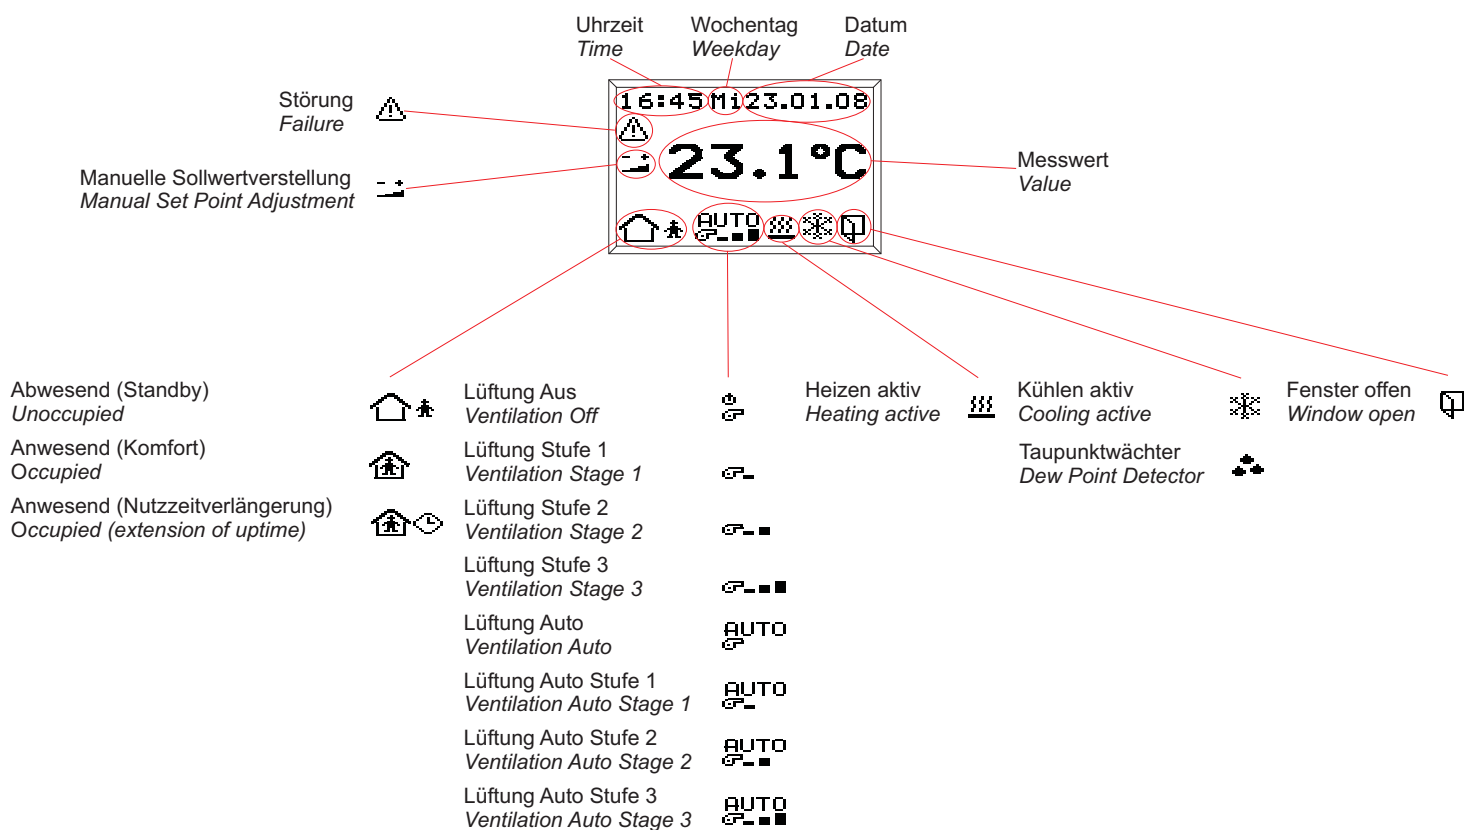 Uhrzeit
Time
Wochentag
Weekday
Datum
Date
Störung
Failure
Manuelle Sollwertverstellung
Manual Set Point Adjustment
16:45 Mi 23.01.08
23.1°C
AUTO
Messwert
Value
Abwesend (Standby)
Unoccupied
Anwesend (Komfort)
Occupied
Anwesend (Nutzzeitverlängerung)
Occupied (extension of uptime)
Lüftung Aus
Ventilation Off
Lüftung Stufe 1
Ventilation Stage 1
Lüftung Stufe 2
Ventilation Stage 2
Lüftung Stufe 3
Ventilation Stage 3
Lüftung Auto
Ventilation Auto
AUTO
Lüftung Auto Stufe 1
Ventilation Auto Stage 1
AUTO
Lüftung Auto Stufe 2
Ventilation Auto Stage 2
AUTO
Lüftung Auto Stufe 3
Ventilation Auto Stage 3
AUTO
Heizen aktiv
Heating active
Kühlen aktiv
Cooling active
Taupunktwächter
Dew Point Detector
Fenster offen
Window open